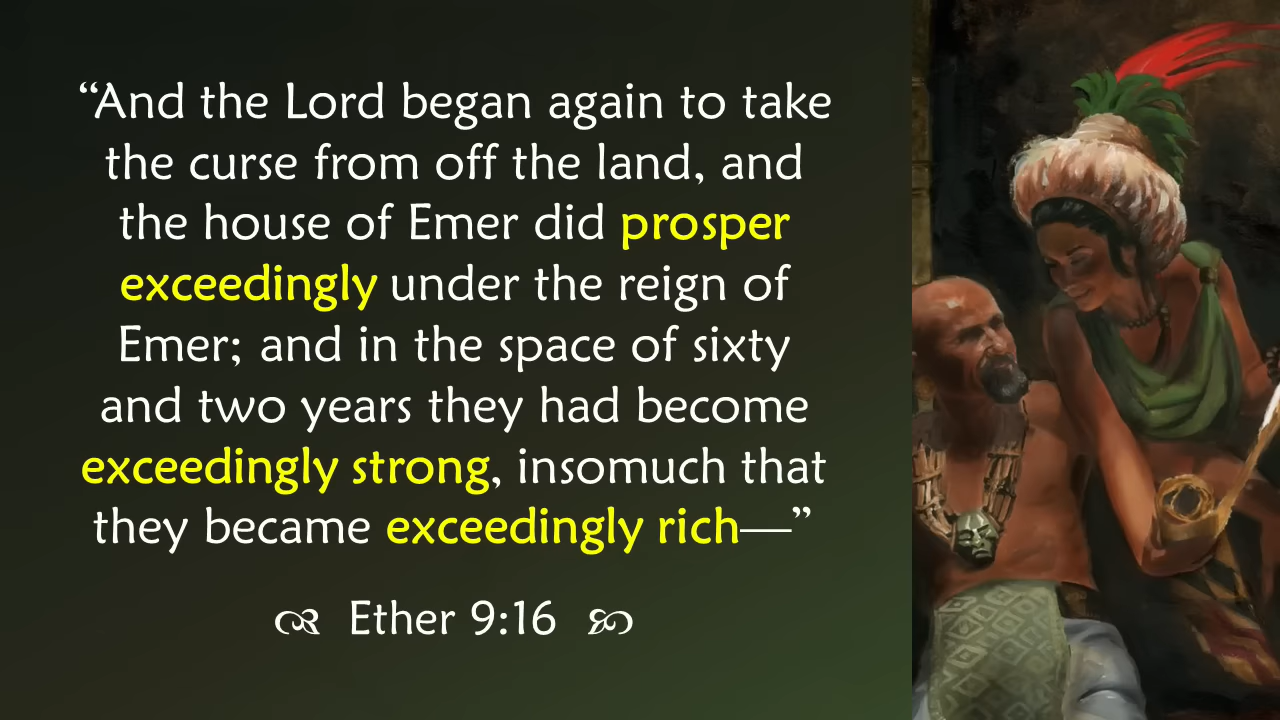 “And the Lord began again to take
the curse from off the land, and
the house of Emer did prosper
exceedingly under the reign of
Emer; and in the space of sixty
and two years they had become
exceedingly strong, insomuch that
they became exceedingly rich—”
Ether 9:16